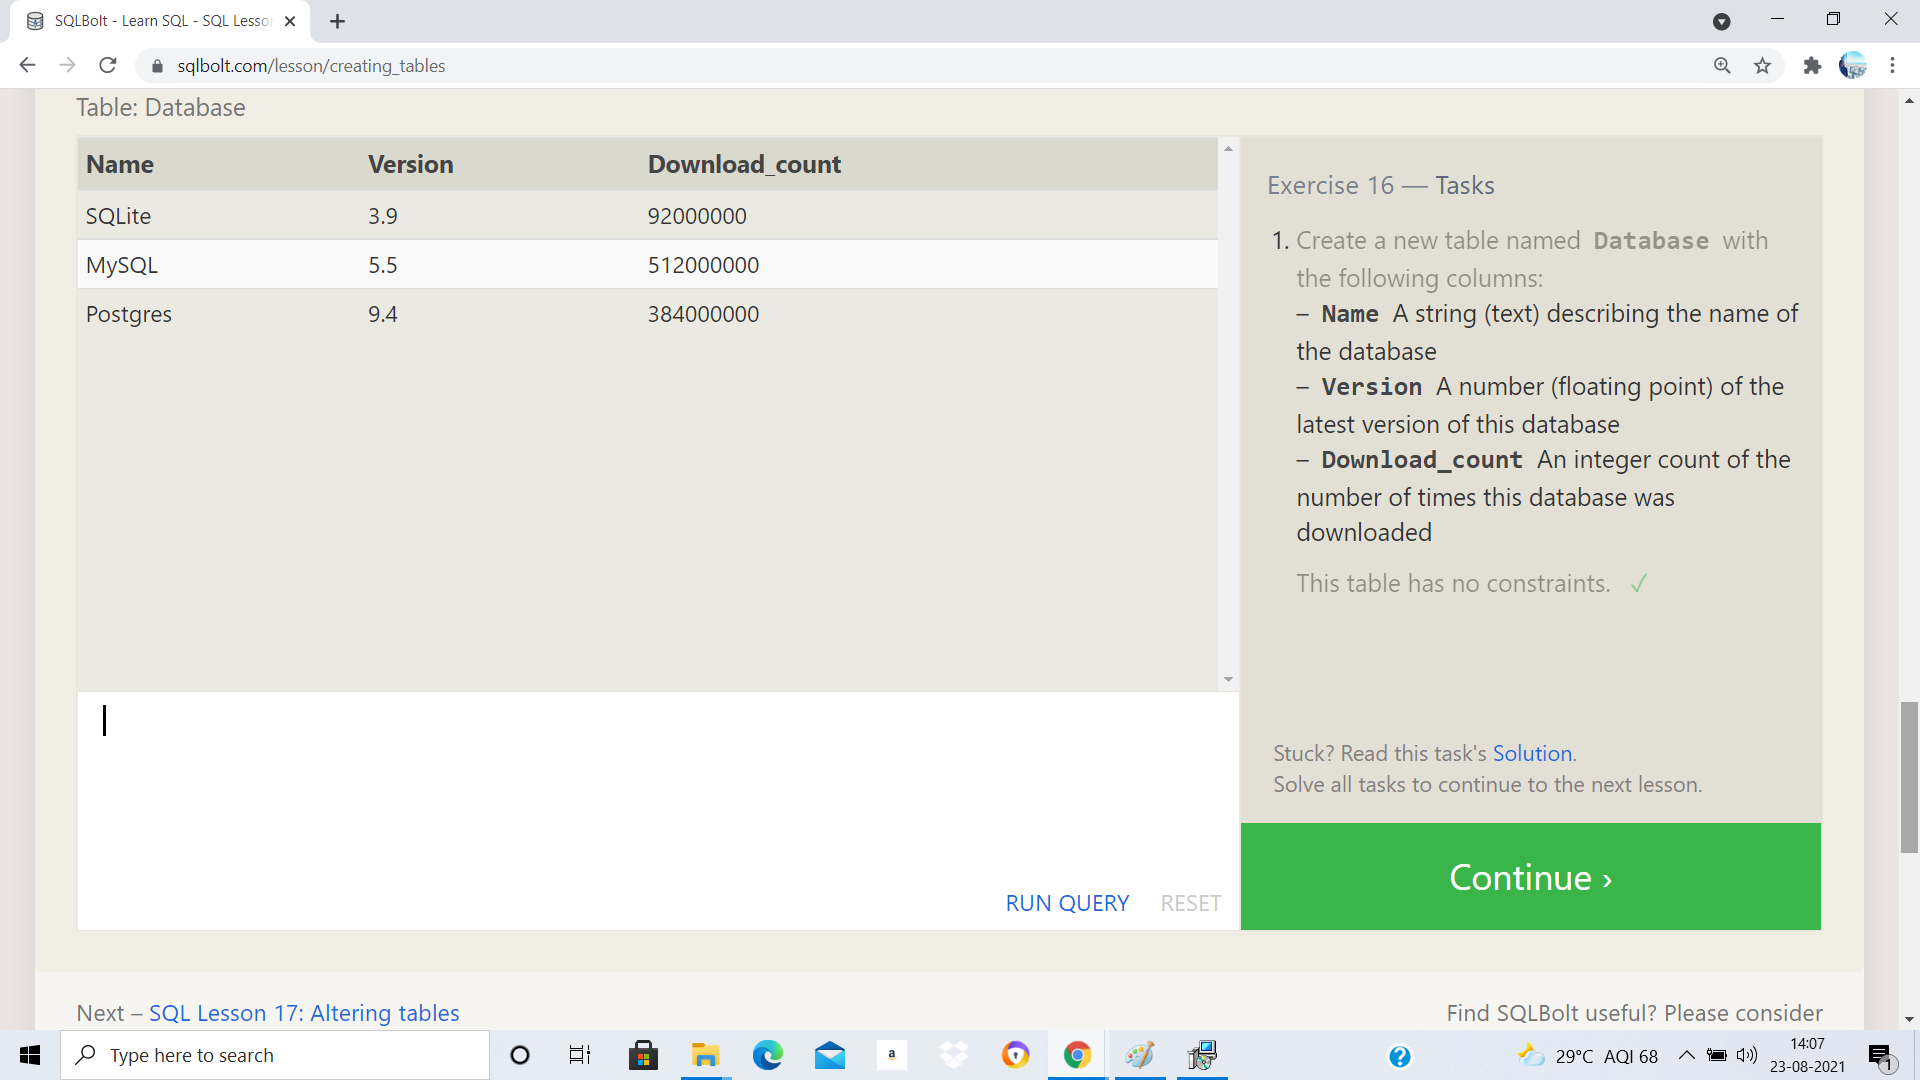 SQLBolt - Learn SQL - SQL Lesso
sqlbolt.com/lesson/creating_tables
Table: Database
Name Version Download_count
SQLite 3.9 92000000
MySQL 5.5 512000000
Postgres 9.4 384000000
RUN QUERY RESET
Exercise 16 — Tasks
1. Create a new table named Database with
the following columns:
– Name A string (text) describing the name of
the database
– Version A number (floating point) of the
latest version of this database
– Download_count An integer count of the
number of times this database was
downloaded
This table has no constraints. ✓
Stuck? Read this task's Solution.
Solve all tasks to continue to the next lesson.
Continue ›
Next – SQL Lesson 17: Altering tables
Find SQLBolt useful? Please consider
Type here to search
a
29°C AQI 68
14:07
23-08-2021
1